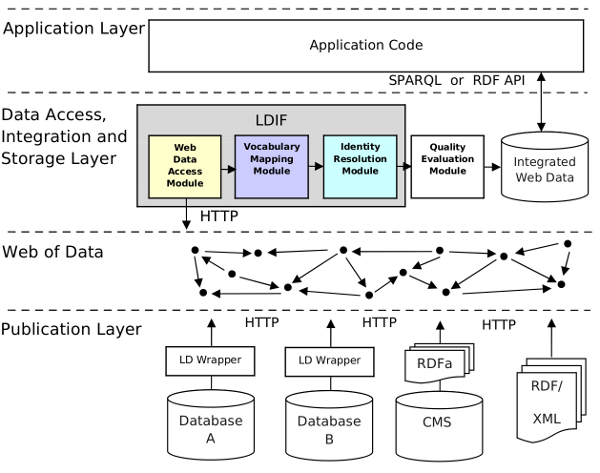 Application Layer
Application Code
SPARQL or RDF API
Data Access,
Integration and
Storage Layer
LDIF
Web
Data
Access
Module
Vocabulary
Mapping
Module
Identity
Resolution
Module
Quality
Evaluation
Module
Integrated
Web Data
HTTP
Web of Data
Publication Layer
HTTP
HTTP
HTTP
LD Wrapper
LD Wrapper
RDFa
RDF/
XML
Database
A
Database
B
CMS